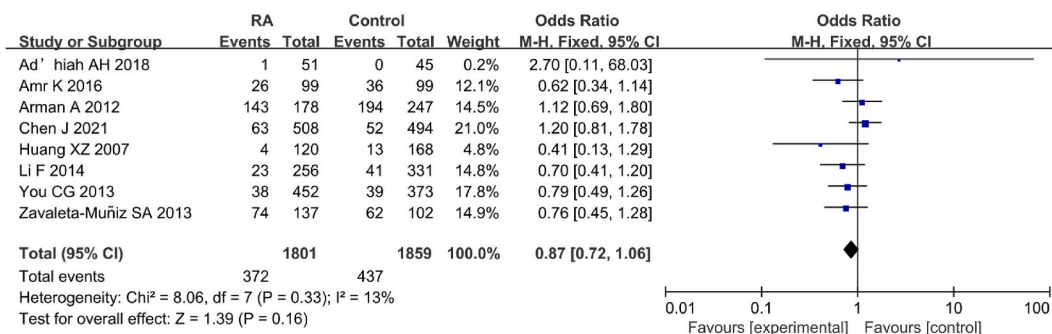 RA Control Odds Ratio Odds Ratio
Study or Subgroup Events Total Events Total Weight M-H, Fixed, 95% CI M-H, Fixed, 95% CI
Ad’hiah AH 2018 1 51 0 45 0.2% 2.70 [0.11, 68.03]
Amr K 2016 26 99 36 99 12.1% 0.62 [0.34, 1.14]
Arman A 2012 143 178 194 247 14.5% 1.12 [0.69, 1.80]
Chen J 2021 63 508 52 494 21.0% 1.20 [0.81, 1.78]
Huang XZ 2007 4 120 13 168 4.8% 0.41 [0.13, 1.29]
Li F 2014 23 256 41 331 14.8% 0.70 [0.41, 1.20]
You CG 2013 38 452 39 373 17.8% 0.79 [0.49, 1.26]
Zavaleta-Muñiz SA 2013 74 137 62 102 14.9% 0.76 [0.45, 1.28]
Total (95% CI) 1801 1859 100.0% 0.87 [0.72, 1.06]
Total events 372 437
Heterogeneity: Chi² = 8.06, df = 7 (P = 0.33); I² = 13%
Test for overall effect: Z = 1.39 (P = 0.16)
0.01 0.1 1 10 100
Favours [experimental] Favours [control]